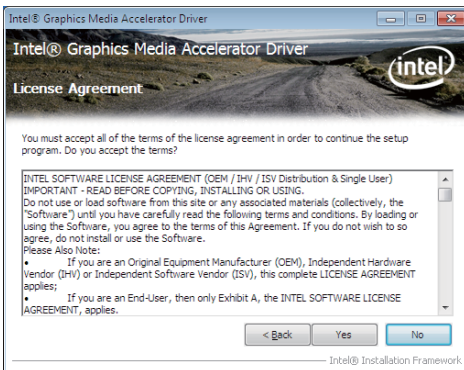 Intel® Graphics Media Accelerator Driver
Intel® Graphics Media Accelerator Driver
intel
License Agreement
You must accept all of the terms of the license agreement in order to continue the setup
program. Do you accept the terms?
INTEL SOFTWARE LICENSE AGREEMENT (OEM / IHV / ISV Distribution & Single User)
IMPORTANT - READ BEFORE COPYING, INSTALLING OR USING.
Do not use or load software from this site or any associated materials (collectively, the
"Software") until you have carefully read the following terms and conditions. By loading or
using the Software, you agree to the terms of this Agreement. If you do not wish to so
agree, do not install or use the Software.
Please Also Note:
• If you are an Original Equipment Manufacturer (OEM), Independent Hardware
Vendor (IHV) or Independent Software Vendor (ISV), this complete LICENSE AGREEMENT
applies;
• If you are an End-User, then only Exhibit A, the INTEL SOFTWARE LICENSE
AGREEMENT, applies.
< Back Yes No
Intel® Installation Framework